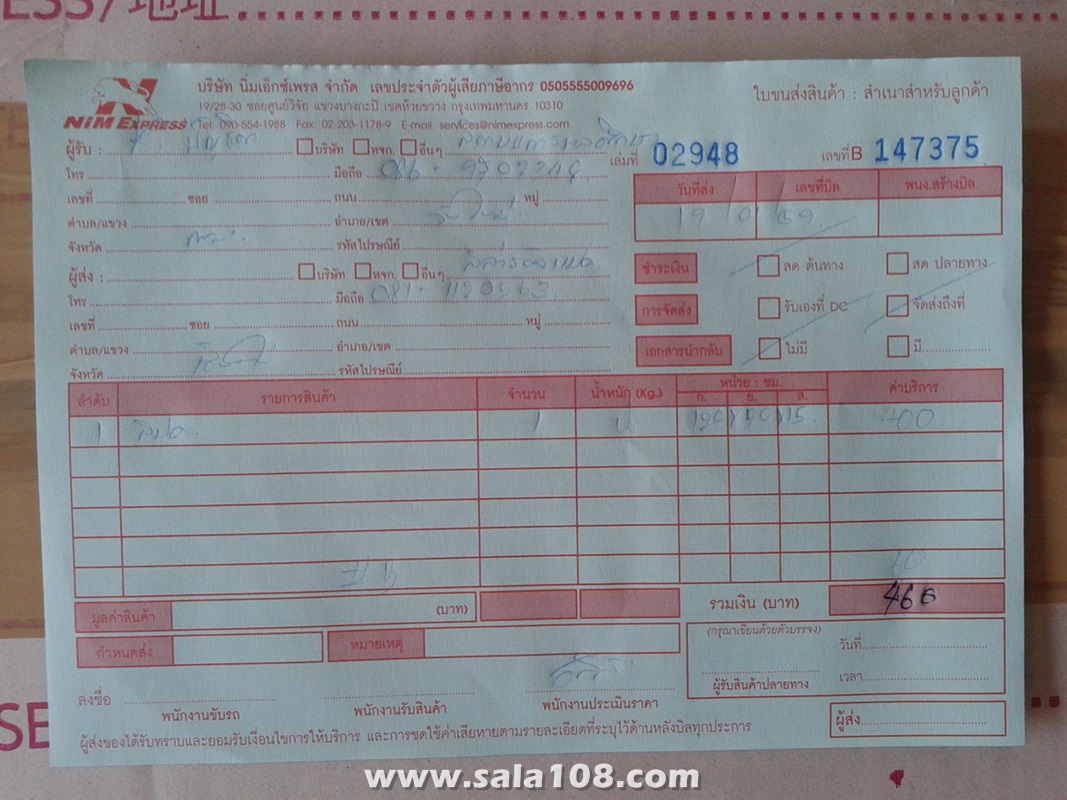 ESS/地址
บริษัท นิ่มเอ็กซ์เพรส จำกัด เลขประจำตัวผู้เสียภาษีอากร 0505555009696
19/28-30 ซอยศูนย์วิจัย แขวงบางกะปิ เขตห้วยขวาง กรุงเทพมหานคร 10310
NIM EXPRESS Tel: 090-554-1988 Fax: 02-203-1178-9 E-mail: services@nimexpress.com
ใบขนส่งสินค้า : สำเนาสำหรับลูกค้า
ผู้รับ : บริษัท หจก. อื่นๆ
เล่มที่ 02948 เลขที่ B 147375
โทร มือถือ
เลขที่ ซอย ถนน หมู่
ตำบล/แขวง อำเภอ/เขต
จังหวัด รหัสไปรษณีย์
วันที่ส่ง เลขที่บิล พนง.สร้างบิล
ผู้ส่ง : บริษัท หจก. อื่นๆ
โทร มือถือ
เลขที่ ซอย ถนน หมู่
ตำบล/แขวง อำเภอ/เขต
จังหวัด รหัสไปรษณีย์
ชำระเงิน สด ต้นทาง สด ปลายทาง
การจัดส่ง รับเองที่ DC จัดส่งถึงที่
เอกสารนำกลับ ไม่มี มี
ลำดับ รายการสินค้า จำนวน น้ำหนัก (Kg.) หน่วย : ซม. ค่าบริการ
ก. ย. ส.
1 1 400
60
มูลค่าสินค้า (บาท) รวมเงิน (บาท) 460
กำหนดส่ง หมายเหตุ
(กรุณาเขียนด้วยตัวบรรจง) วันที่
ผู้รับสินค้าปลายทาง เวลา
ลงชื่อ
พนักงานขับรถ พนักงานรับสินค้า พนักงานประเมินราคา
ผู้ส่ง
ผู้ส่งของได้รับทราบและยอมรับเงื่อนไขการให้บริการ และการชดใช้ค่าเสียหายตามรายละเอียดที่ระบุไว้ด้านหลังบิลทุกประการ
www.sala108.com